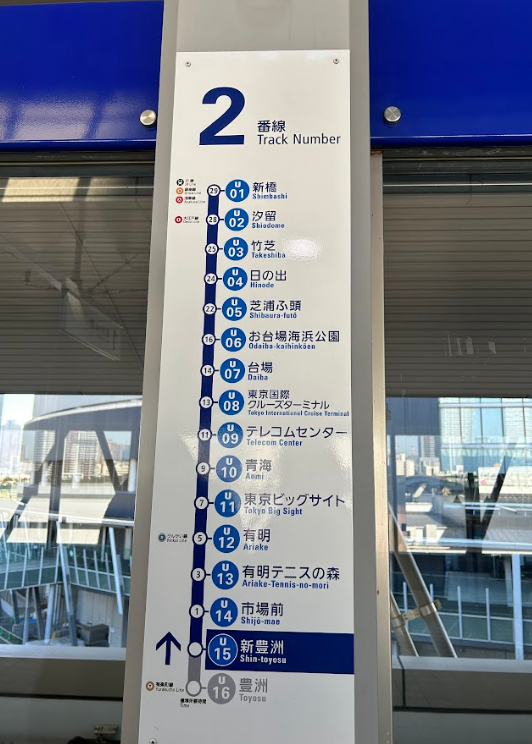 2 番線
Track Number
29 U 01 新橋
Shimbashi
28 U 02 汐留
Shiodome
25 U 03 竹芝
Takeshiba
24 U 04 日の出
Hinode
22 U 05 芝浦ふ頭
Shibaura-futō
16 U 06 お台場海浜公園
Odaiba-kaihinkōen
14 U 07 台場
Daiba
13 U 08 東京国際
クルーズターミナル
Tokyo International Cruise Terminal
11 U 09 テレコムセンター
Telecom Center
9 U 10 青海
Aomi
7 U 11 東京ビッグサイト
Tokyo Big Sight
5 U 12 有明
Ariake
3 U 13 有明テニスの森
Ariake-Tennis-no-mori
1 U 14 市場前
Shijō-mae
U 15 新豊洲
Shin-toyosu
有楽町線
Yurakucho Line
U 16 豊洲
Toyosu